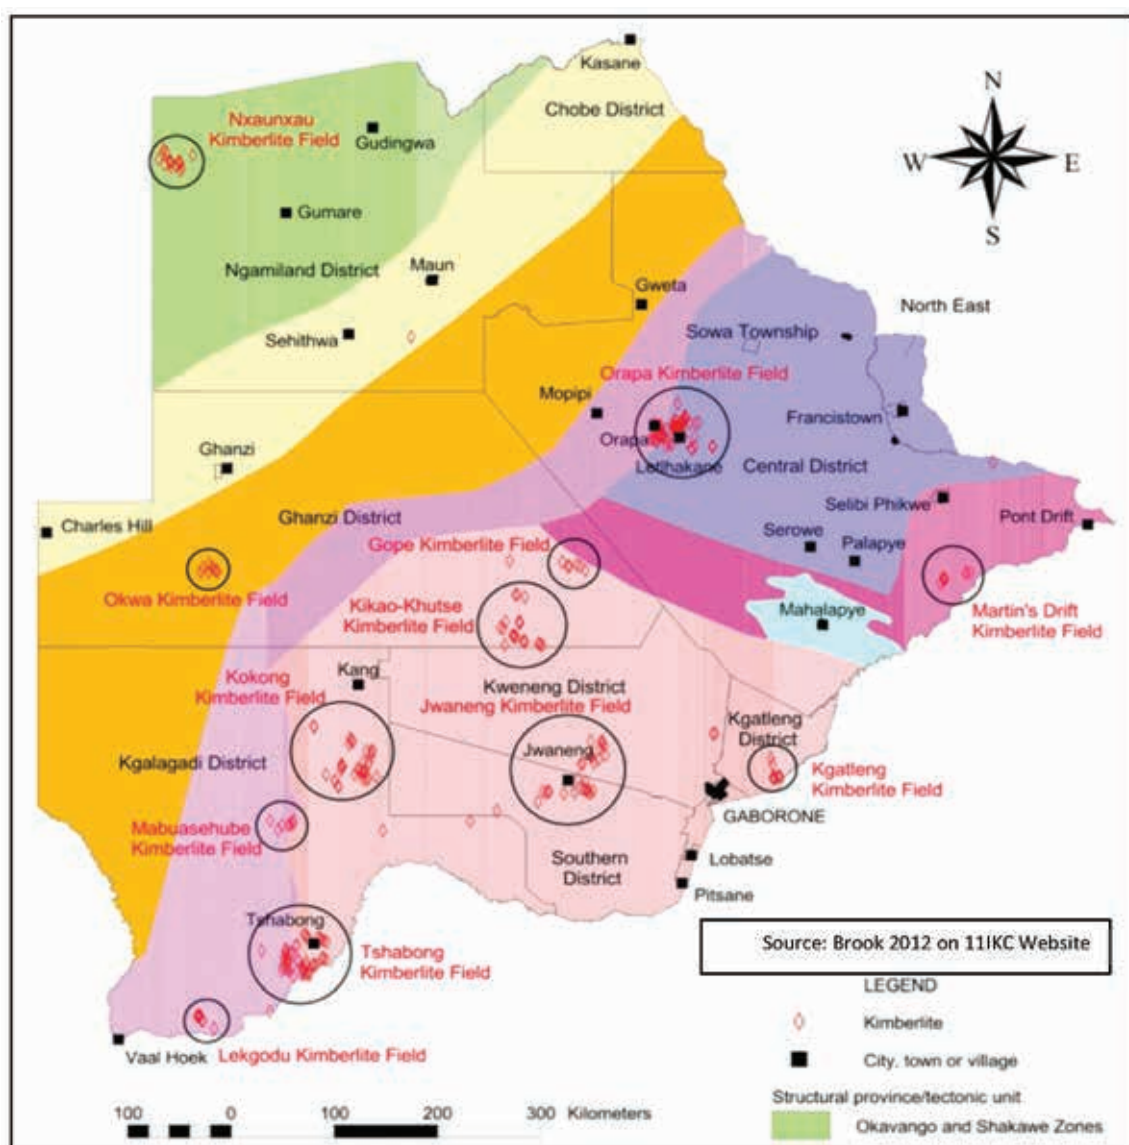 Kasane
Chobe District
N
W
E
S
Nxaunxau
Kimberlite Field
Gudingwa
Gumare
Ngamiland District
Maun
Gweta
North East
Sehithwa
Sowa Township
Orapa Kimberlite Field
Mopipi
Francistown
Orapa
Letlhakane
Central District
Ghanzi
Selibi Phikwe
Charles Hill
Ghanzi District
Pont Drift
Serowe
Palapye
Gope Kimberlite Field
Okwa Kimberlite Field
Kikao-Khutse
Kimberlite Field
Mahalapye
Martin's Drift
Kimberlite Field
Kokong
Kimberlite Field
Kang
Kweneng District
Jwaneng Kimberlite Field
Kgatleng
District
Jwaneng
Kgalagadi District
Kgatleng
Kimberlite Field
GABORONE
Mabuasehube
Kimberlite Field
Southern
District
Lobatse
Pitsane
Tshabong
Tshabong
Kimberlite Field
Source: Brook 2012 on 11IKC Website
LEGEND
Kimberlite
Vaal Hoek
Lekgodu Kimberlite Field
City, town or village
Structural province/tectonic unit
100 0 100 200 300 Kilometers
Okavango and Shakawe Zones